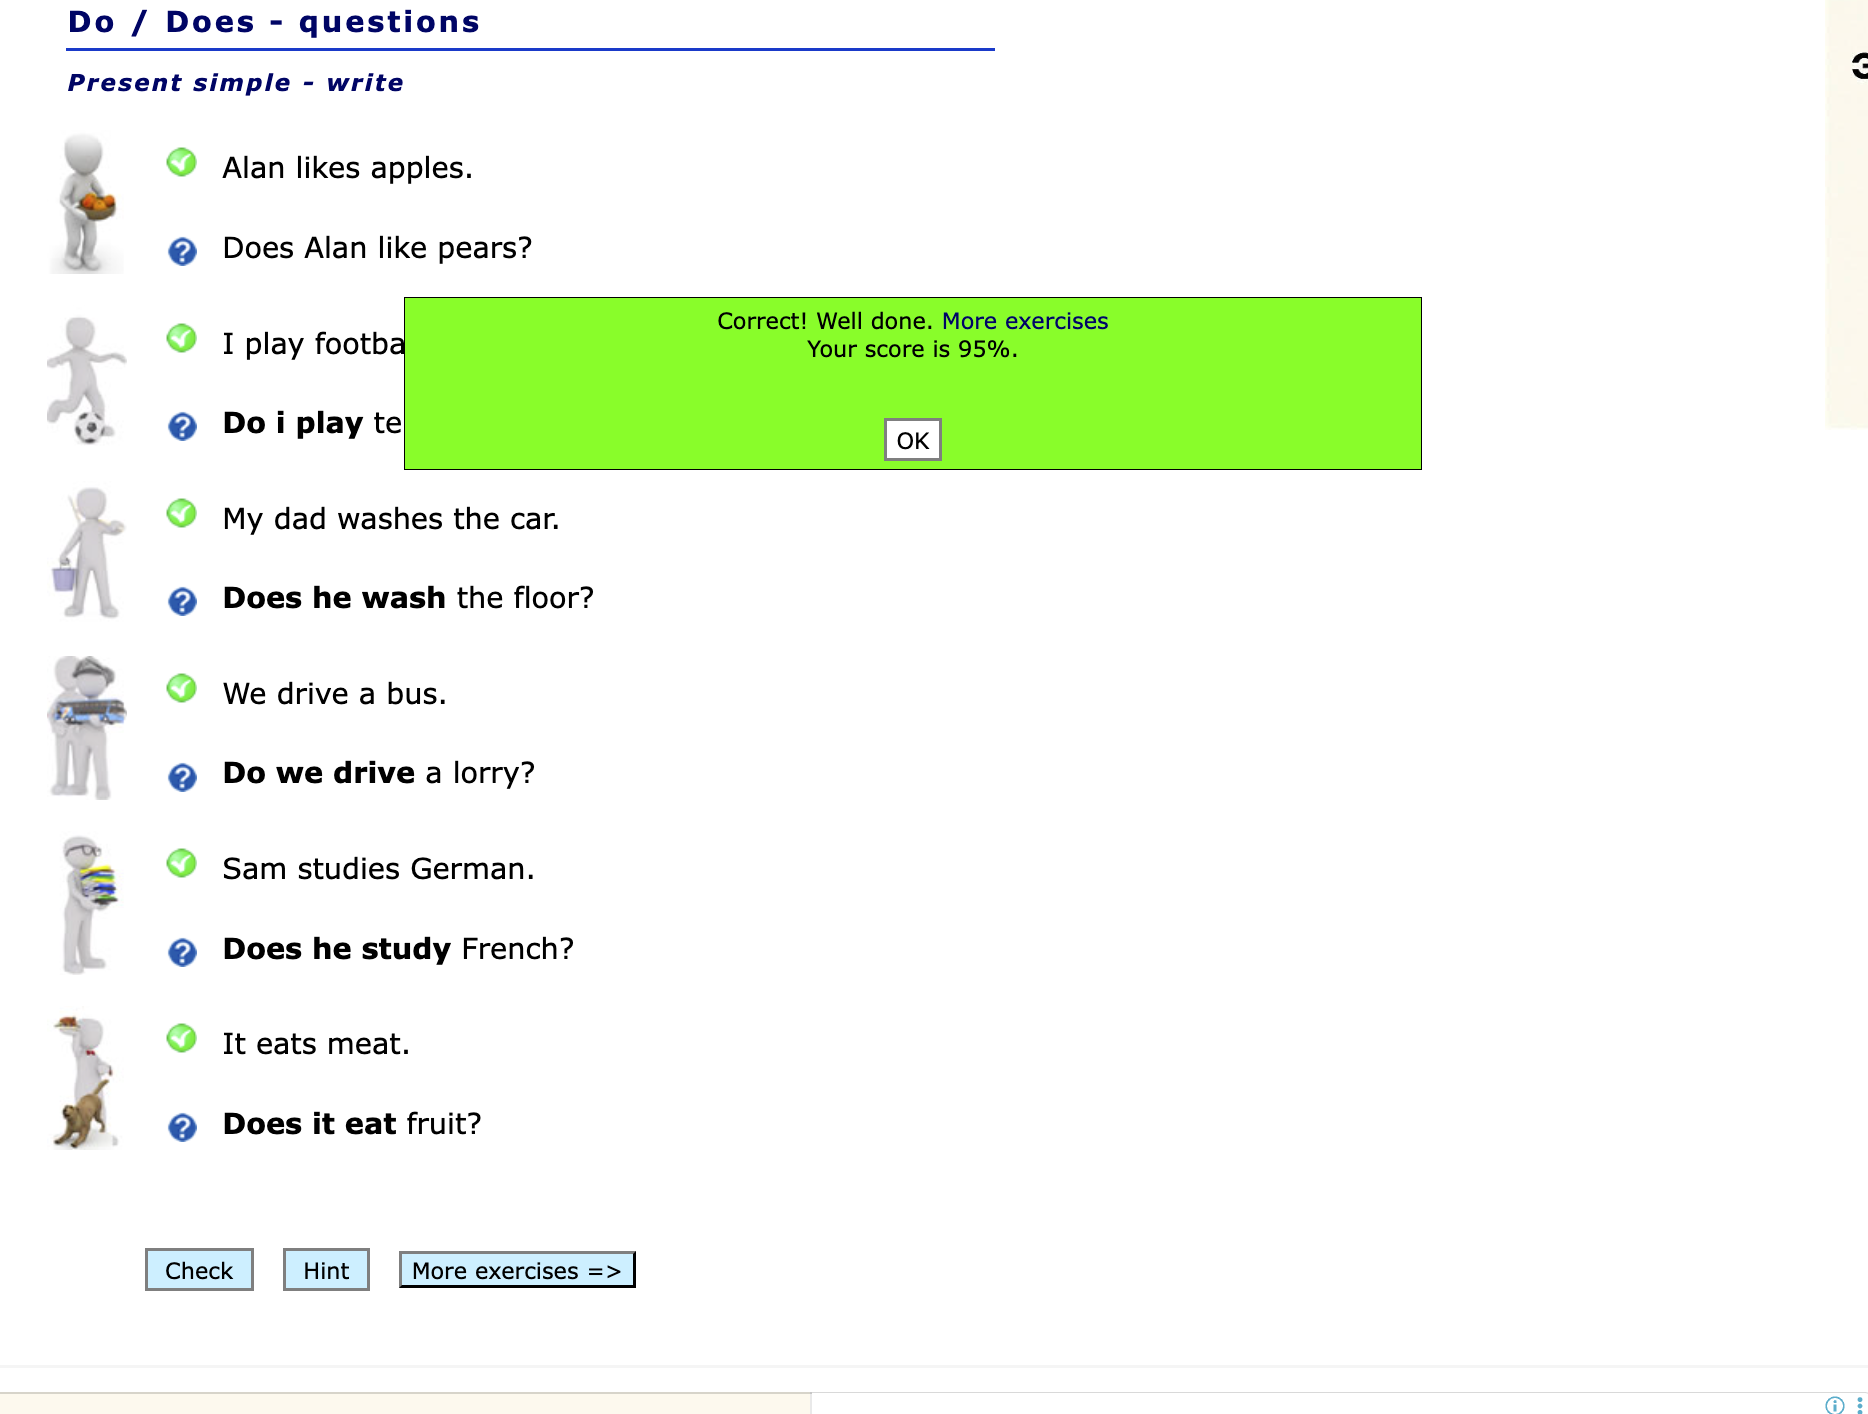 Do / Does - questions
Present simple - write
Alan likes apples.
Does Alan like pears?
I play
Correct! Well done. More exercises
Your score is 95%.
Do i play
OK
My dad washes the car.
Does he wash the floor?
We drive a bus.
Do we drive a lorry?
Sam studies German.
Does he study French?
It eats meat.
Does it eat fruit?
Check
Hint
More exercises =>